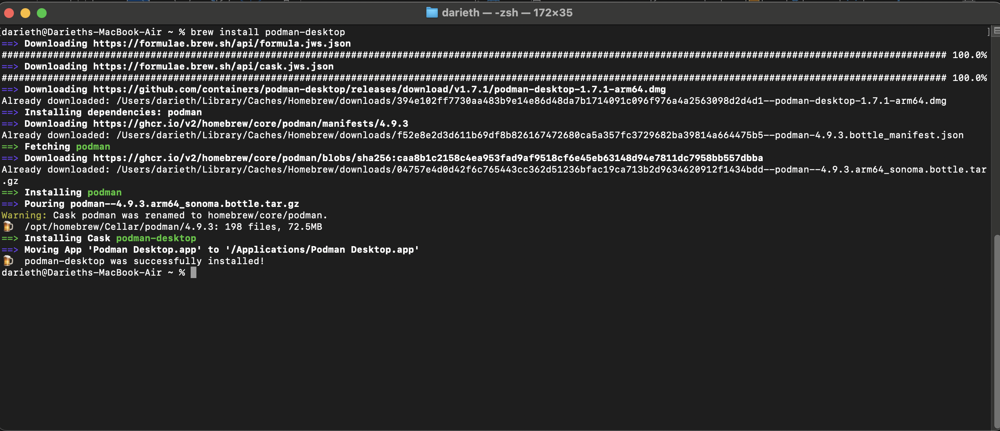 darieth — -zsh — 172×35
[darieth@Darieths-MacBook-Air ~ % brew install podman-desktop ]
==> Downloading https://formulae.brew.sh/api/formula.jws.json
##################################################################################################################################################################### 100.0%
==> Downloading https://formulae.brew.sh/api/cask.jws.json
##################################################################################################################################################################### 100.0%
==> Downloading https://github.com/containers/podman-desktop/releases/download/v1.7.1/podman-desktop-1.7.1-arm64.dmg
Already downloaded: /Users/darieth/Library/Caches/Homebrew/downloads/394e102ff7730aa483b9e14e86d48da7b1714091c096f976a4a2563098d2d4d1--podman-desktop-1.7.1-arm64.dmg
==> Installing dependencies: podman
==> Downloading https://ghcr.io/v2/homebrew/core/podman/manifests/4.9.3
Already downloaded: /Users/darieth/Library/Caches/Homebrew/downloads/f52e8e2d3d611b69df8b826167472680ca5a357fc3729682ba39814a664475b5--podman-4.9.3.bottle_manifest.json
==> Fetching podman
==> Downloading https://ghcr.io/v2/homebrew/core/podman/blobs/sha256:caa8b1c2158c4ea953fad9af9518cf6e45eb63148d94e7811dc7958bb557dbba
Already downloaded: /Users/darieth/Library/Caches/Homebrew/downloads/04757e4d0d42f6c765443cc362d51236bfac19ca713b2d9634620912f1434bdd--podman--4.9.3.arm64_sonoma.bottle.tar
.gz
==> Installing podman
==> Pouring podman--4.9.3.arm64_sonoma.bottle.tar.gz
Warning: Cask podman was renamed to homebrew/core/podman.
🍺  /opt/homebrew/Cellar/podman/4.9.3: 198 files, 72.5MB
==> Installing Cask podman-desktop
==> Moving App 'Podman Desktop.app' to '/Applications/Podman Desktop.app'
🍺  podman-desktop was successfully installed!
darieth@Darieths-MacBook-Air ~ %